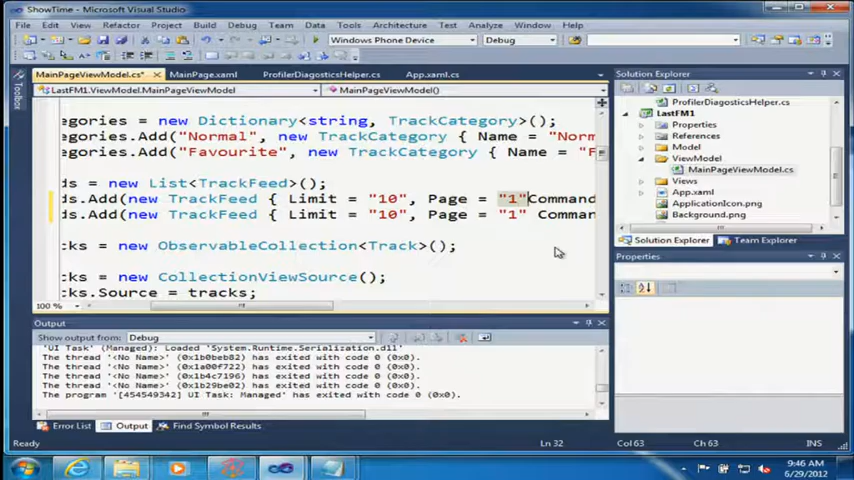 ShowTime - Microsoft Visual Studio
File Edit View Refactor Project Build Debug Team Data Tools Architecture Test Analyze Window Help
Windows Phone Device Debug
MainPageViewModel.cs* MainPage.xaml ProfilerDiagosticsHelper.cs App.xaml.cs
LastFM1.ViewModel.MainPageViewModel MainPageViewModel()
Toolbox
egories = new Dictionary<string, TrackCategory>();
egories.Add("Normal", new TrackCategory { Name = "Norm
egories.Add("Favourite", new TrackCategory { Name = "F
ds = new List<TrackFeed>();
ds.Add(new TrackFeed { Limit = "10", Page = "1"Command
ds.Add(new TrackFeed { Limit = "10", Page = "1" Comman
cks = new ObservableCollection<Track>();
cks = new CollectionViewSource();
cks.Source = tracks;
100 %
Output
Show output from: Debug
'UI Task' (Managed): Loaded 'System.Runtime.Serialization.dll'
The thread '<No Name>' (0x1b0beb82) has exited with code 0 (0x0).
The thread '<No Name>' (0x1a00f722) has exited with code 0 (0x0).
The thread '<No Name>' (0x1b4c7196) has exited with code 0 (0x0).
The thread '<No Name>' (0x1b29be02) has exited with code 0 (0x0).
The program '[454549342] UI Task: Managed' has exited with code 0 (0x0).
Error List Output Find Symbol Results
Solution Explorer
ProfilerDiagosticsHelper.cs
LastFM1
Properties
References
Model
ViewModel
MainPageViewModel.cs
Views
App.xaml
ApplicationIcon.png
Background.png
Solution Explorer Team Explorer
Properties
Ready Ln 32 Col 63 Ch 63 INS
9:46 AM
6/29/2012